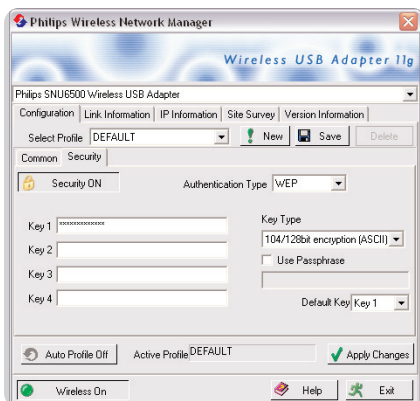 Philips Wireless Network Manager
Wireless USB Adapter 11g
Philips SNU6500 Wireless USB Adapter
Configuration Link Information IP Information Site Survey Version Information
Select Profile DEFAULT New Save Delete
Common Security
Security ON Authentication Type WEP
Key 1 ************* Key Type
104/128bit encryption (ASCII)
Key 2 Use Passphrase
Key 3
Key 4 Default Key Key 1
Auto Profile Off Active Profile DEFAULT Apply Changes
Wireless On Help Exit